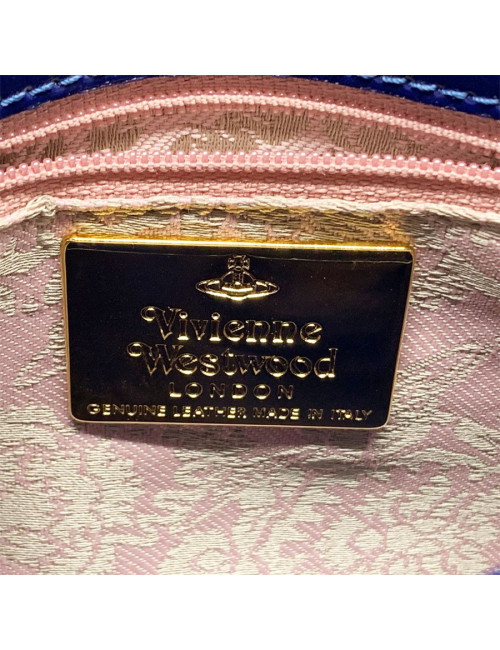 Vivienne
Westwood
LONDON
GENUINE LEATHER MADE IN ITALY